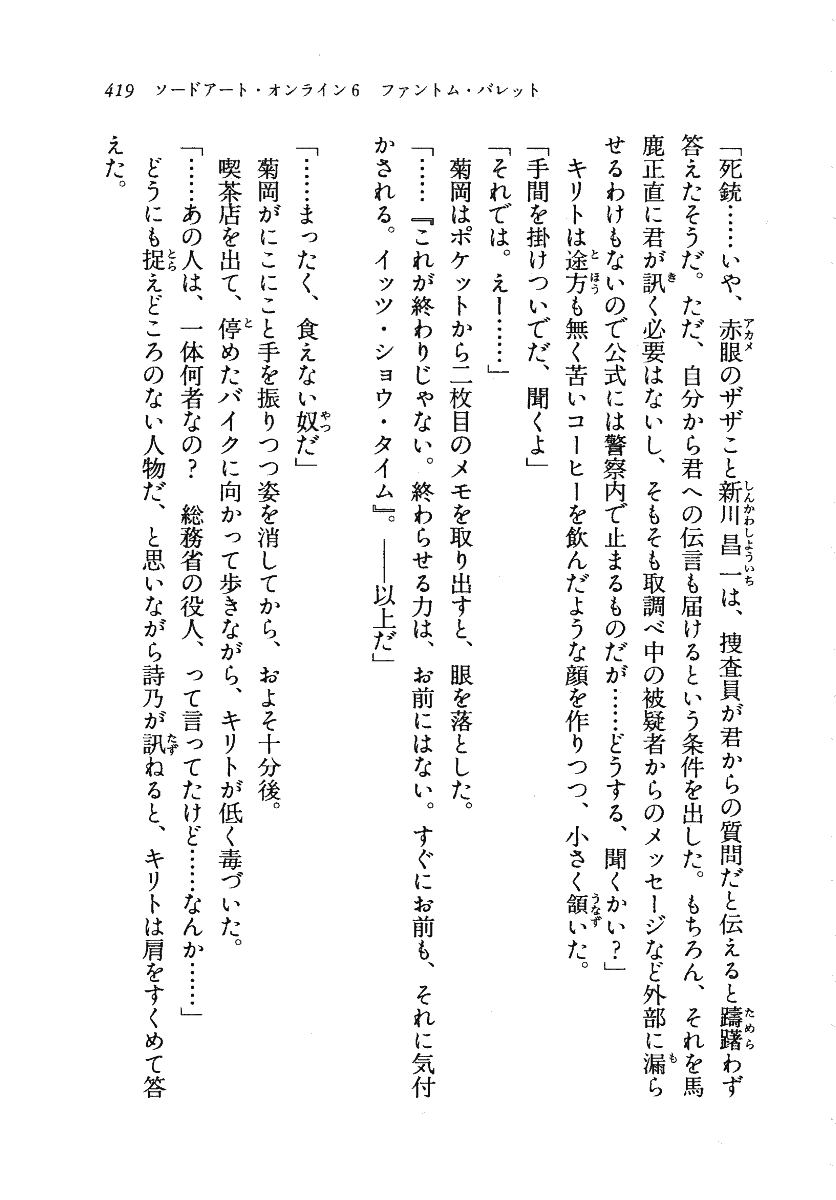 419　ソードアート・オンライン6　ファントム・バレット
「死銃……いや、赤眼のザザこと新川昌一は、捜査員が君からの質問だと伝えると躊躇わず
答えたそうだ。ただ、自分から君への伝言も届けるという条件を出した。もちろん、それを馬
鹿正直に君が訊く必要はないし、そもそも取調べ中の被疑者からのメッセージなど外部に漏ら
せるわけもないので公式には警察内で止まるものだが……どうする、聞くかい？」
　キリトは途方も無く苦いコーヒーを飲んだような顔を作りつつ、小さく頷いた。
「手間を掛けついでだ、聞くよ」
「それでは。えー……」
　菊岡はポケットから二枚目のメモを取り出すと、眼を落とした。
「……『これが終わりじゃない。終わらせる力は、お前にはない。すぐにお前も、それに気付
かされる。イッツ・ショウ・タイム』。――以上だ」
「……まったく、食えない奴だ」
　菊岡がにこにこと手を振りつつ姿を消してから、およそ十分後。
　喫茶店を出て、停めたバイクに向かって歩きながら、キリトが低く毒づいた。
「……あの人は、一体何者なの？　総務省の役人、って言ってたけど……なんか……」
　どうにも捉えどころのない人物だ、と思いながら詩乃が訊ねると、キリトは肩をすくめて答
えた。